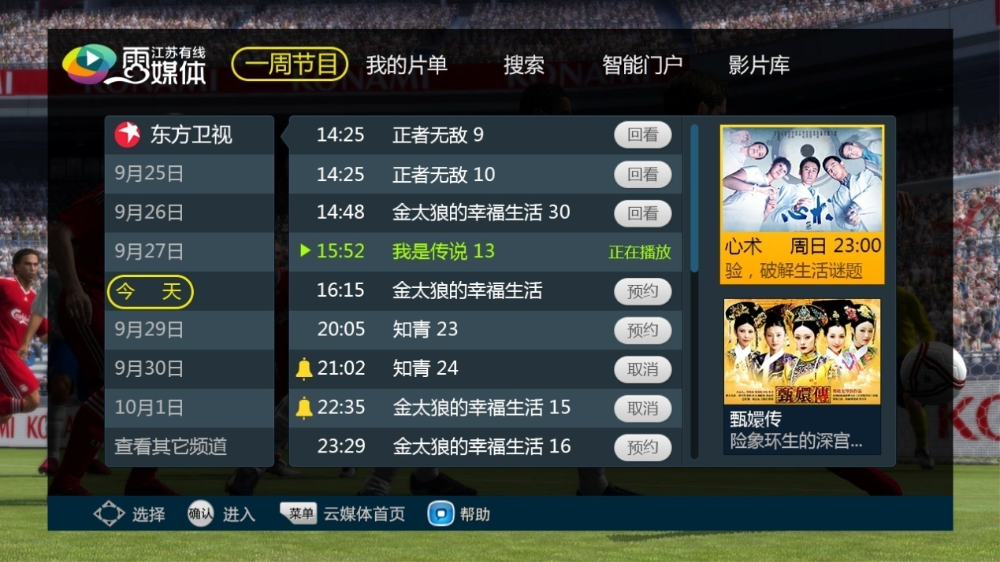 江苏有线
云媒体
一周节目
我的片单
搜索
智能门户
影片库
东方卫视
9月25日
9月26日
9月27日
今 天
9月29日
9月30日
10月1日
查看其它频道
14:25 正者无敌 9 回看
14:25 正者无敌 10 回看
14:48 金太狼的幸福生活 30 回看
15:52 我是传说 13 正在播放
16:15 金太狼的幸福生活 预约
20:05 知青 23 预约
21:02 知青 24 取消
22:35 金太狼的幸福生活 15 取消
23:29 金太狼的幸福生活 16 预约
心术
心术 周日 23:00
验，破解生活谜题
甄嬛傳
甄嬛传
险象环生的深宫...
选择
确认 进入
菜单 云媒体首页
帮助
KONAMI
Carlsberg